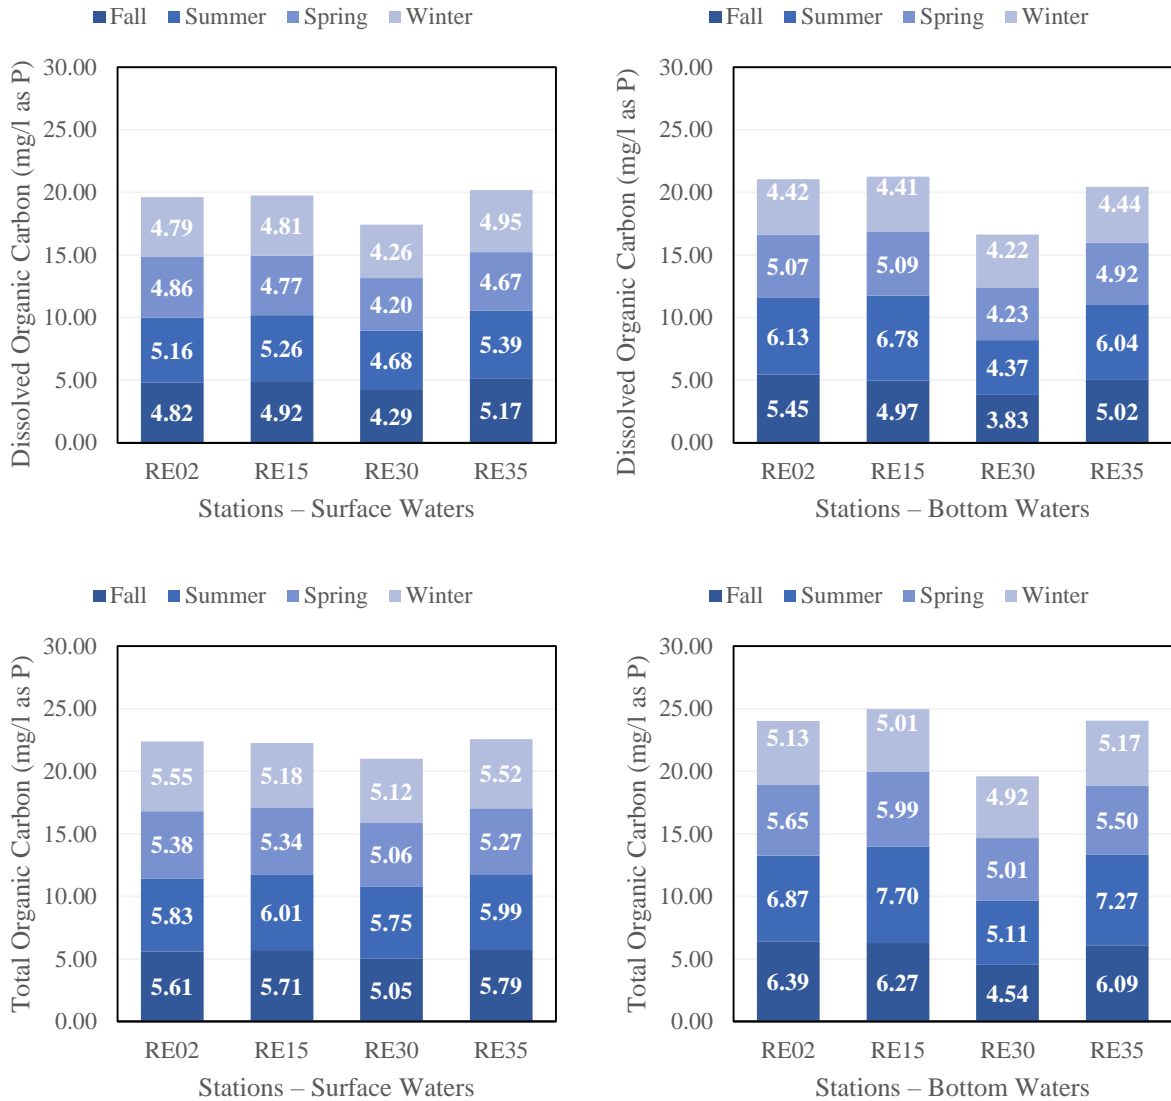 Fall Summer Spring Winter
Dissolved Organic Carbon (mg/l as P)
30.00
25.00
20.00
15.00
10.00
5.00
0.00
4.79 4.81 4.26 4.95
4.86 4.77 4.20 4.67
5.16 5.26 4.68 5.39
4.82 4.92 4.29 5.17
RE02 RE15 RE30 RE35
Stations – Surface Waters
Fall Summer Spring Winter
Dissolved Organic Carbon (mg/l as P)
30.00
25.00
20.00
15.00
10.00
5.00
0.00
4.42 4.41 4.22 4.44
5.07 5.09 4.23 4.92
6.13 6.78 4.37 6.04
5.45 4.97 3.83 5.02
RE02 RE15 RE30 RE35
Stations – Bottom Waters
Fall Summer Spring Winter
Total Organic Carbon (mg/l as P)
30.00
25.00
20.00
15.00
10.00
5.00
0.00
5.55 5.18 5.12 5.52
5.38 5.34 5.06 5.27
5.83 6.01 5.75 5.99
5.61 5.71 5.05 5.79
RE02 RE15 RE30 RE35
Stations – Surface Waters
Fall Summer Spring Winter
Total Organic Carbon (mg/l as P)
30.00
25.00
20.00
15.00
10.00
5.00
0.00
5.13 5.01 4.92 5.17
5.65 5.99 5.01 5.50
6.87 7.70 5.11 7.27
6.39 6.27 4.54 6.09
RE02 RE15 RE30 RE35
Stations – Bottom Waters